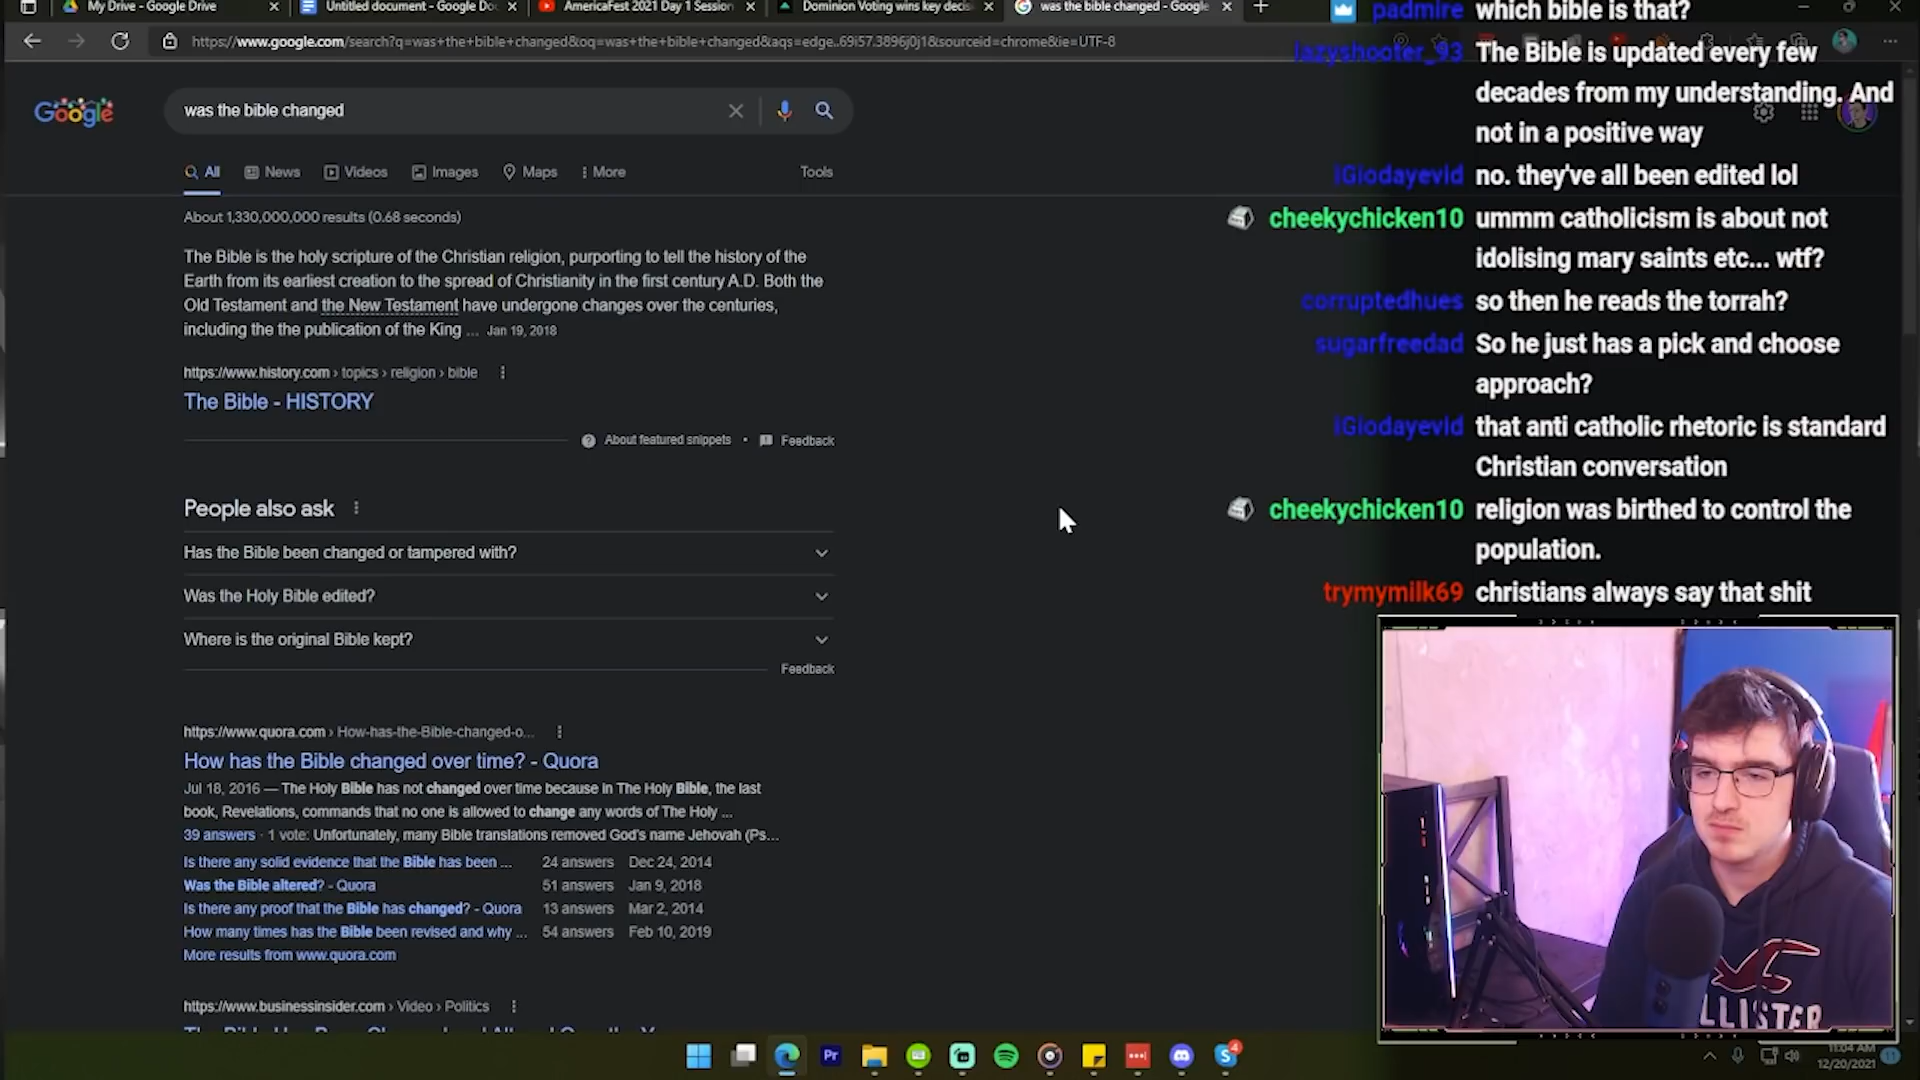 My Drive - Google Drive
Untitled document - Google Do
AmericaFest 2021 Day 1 Session
Dominion Voting wins key decis
was the bible changed - Google
https://www.google.com/search?q=was+the+bible+changed&oq=was+the+bible+changed&aqs=edge..69i57.3896j0j1&sourceid=chrome&ie=UTF-8
Google
was the bible changed
All
News
Videos
Images
Maps
More
Tools
About 1,330,000,000 results (0.68 seconds)
The Bible is the holy scripture of the Christian religion, purporting to tell the history of the
Earth from its earliest creation to the spread of Christianity in the first century A.D. Both the
Old Testament and the New Testament have undergone changes over the centuries,
including the the publication of the King ... Jan 19, 2018
https://www.history.com › topics › religion › bible
The Bible - HISTORY
About featured snippets • Feedback
People also ask
Has the Bible been changed or tampered with?
Was the Holy Bible edited?
Where is the original Bible kept?
Feedback
https://www.quora.com › How-has-the-Bible-changed-o...
How has the Bible changed over time? - Quora
Jul 18, 2016 — The Holy Bible has not changed over time because in The Holy Bible, the last
book, Revelations, commands that no one is allowed to change any words of The Holy ...
39 answers · 1 vote: Unfortunately, many Bible translations removed God's name Jehovah (Ps...
Is there any solid evidence that the Bible has been ... 24 answers Dec 24, 2014
Was the Bible altered? - Quora 51 answers Jan 9, 2018
Is there any proof that the Bible has changed? - Quora 13 answers Mar 2, 2014
How many times has the Bible been revised and why ... 54 answers Feb 10, 2019
More results from www.quora.com
https://www.businessinsider.com › Video › Politics
padmire which bible is that?
lazyshooter_93 The Bible is updated every few
decades from my understanding. And
not in a positive way
iGiodayevid no. they've all been edited lol
cheekychicken10 ummm catholicism is about not
idolising mary saints etc... wtf?
corruptedhues so then he reads the torrah?
sugarfreedad So he just has a pick and choose
approach?
iGiodayevid that anti catholic rhetoric is standard
Christian conversation
cheekychicken10 religion was birthed to control the
population.
trymymilk69 christians always say that shit
LLISTER
Pr
4
11:04 AM
12/20/2021